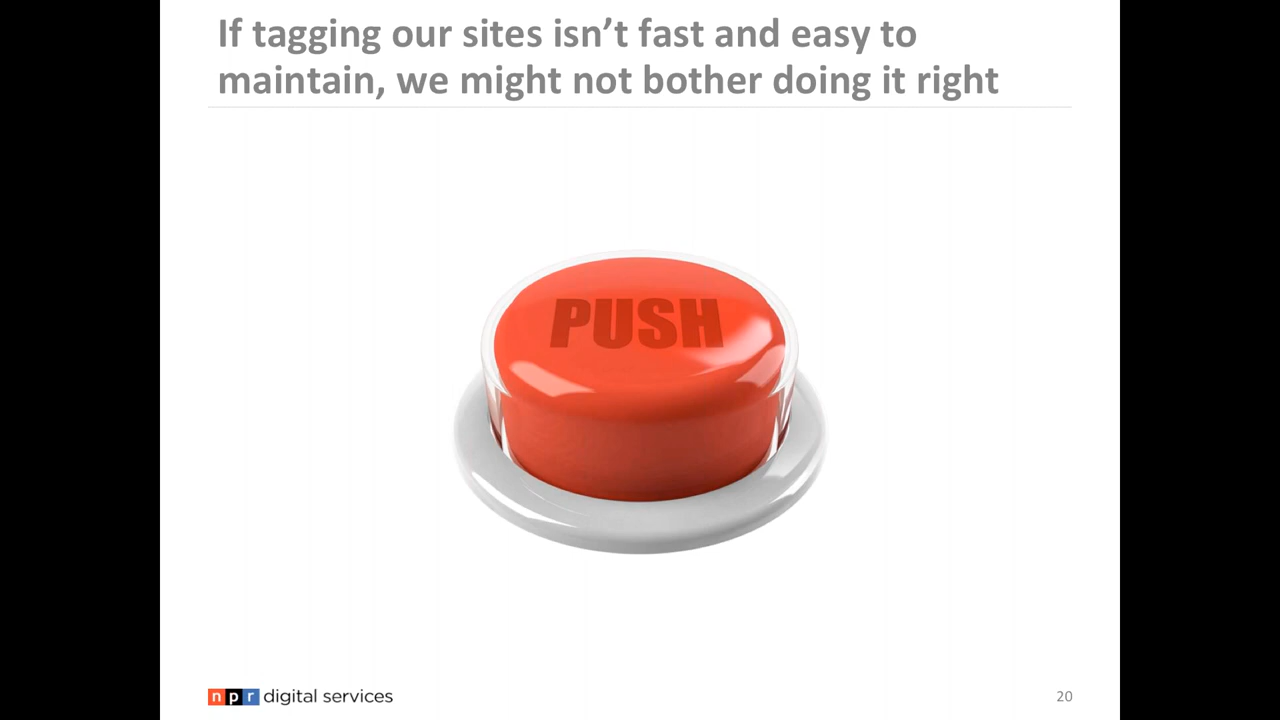 If tagging our sites isn’t fast and easy to
maintain, we might not bother doing it right
PUSH
npr digital services
20